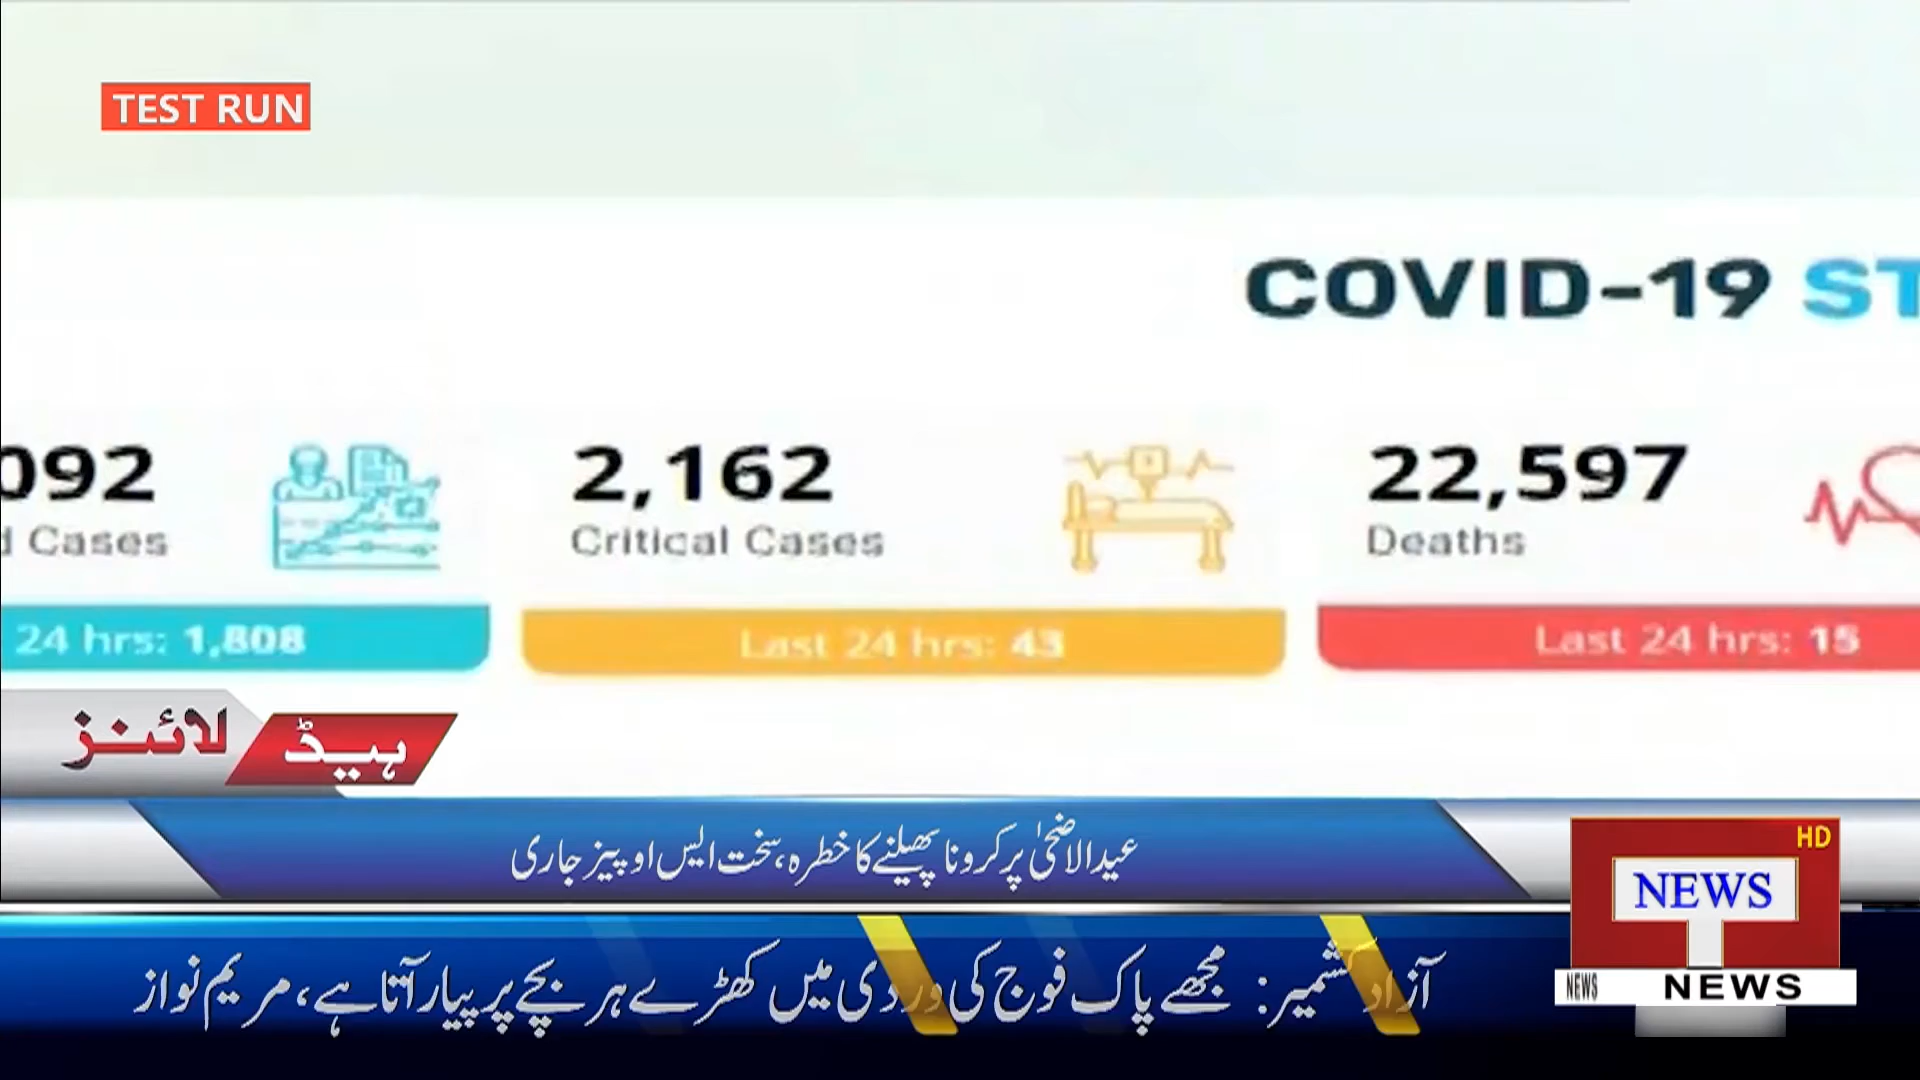 TEST RUN
COVID-19 ST
092
2,162
22,597
d Cases
Critical Cases
Deaths
24 hrs: 1,808
Last 24 hrs: 43
Last 24 hrs: 15
ہیڈ لائنز
عیدالاضحیٰ پر کرونا پھیلنے کا خطرہ، سخت ایس او پیز جاری
HD
NEWS
NEWS
NEWS
آزاد کشمیر: مجھے پاک فوج کی وردی میں کھڑے ہر بچے پر پیار آتا ہے، مریم نواز